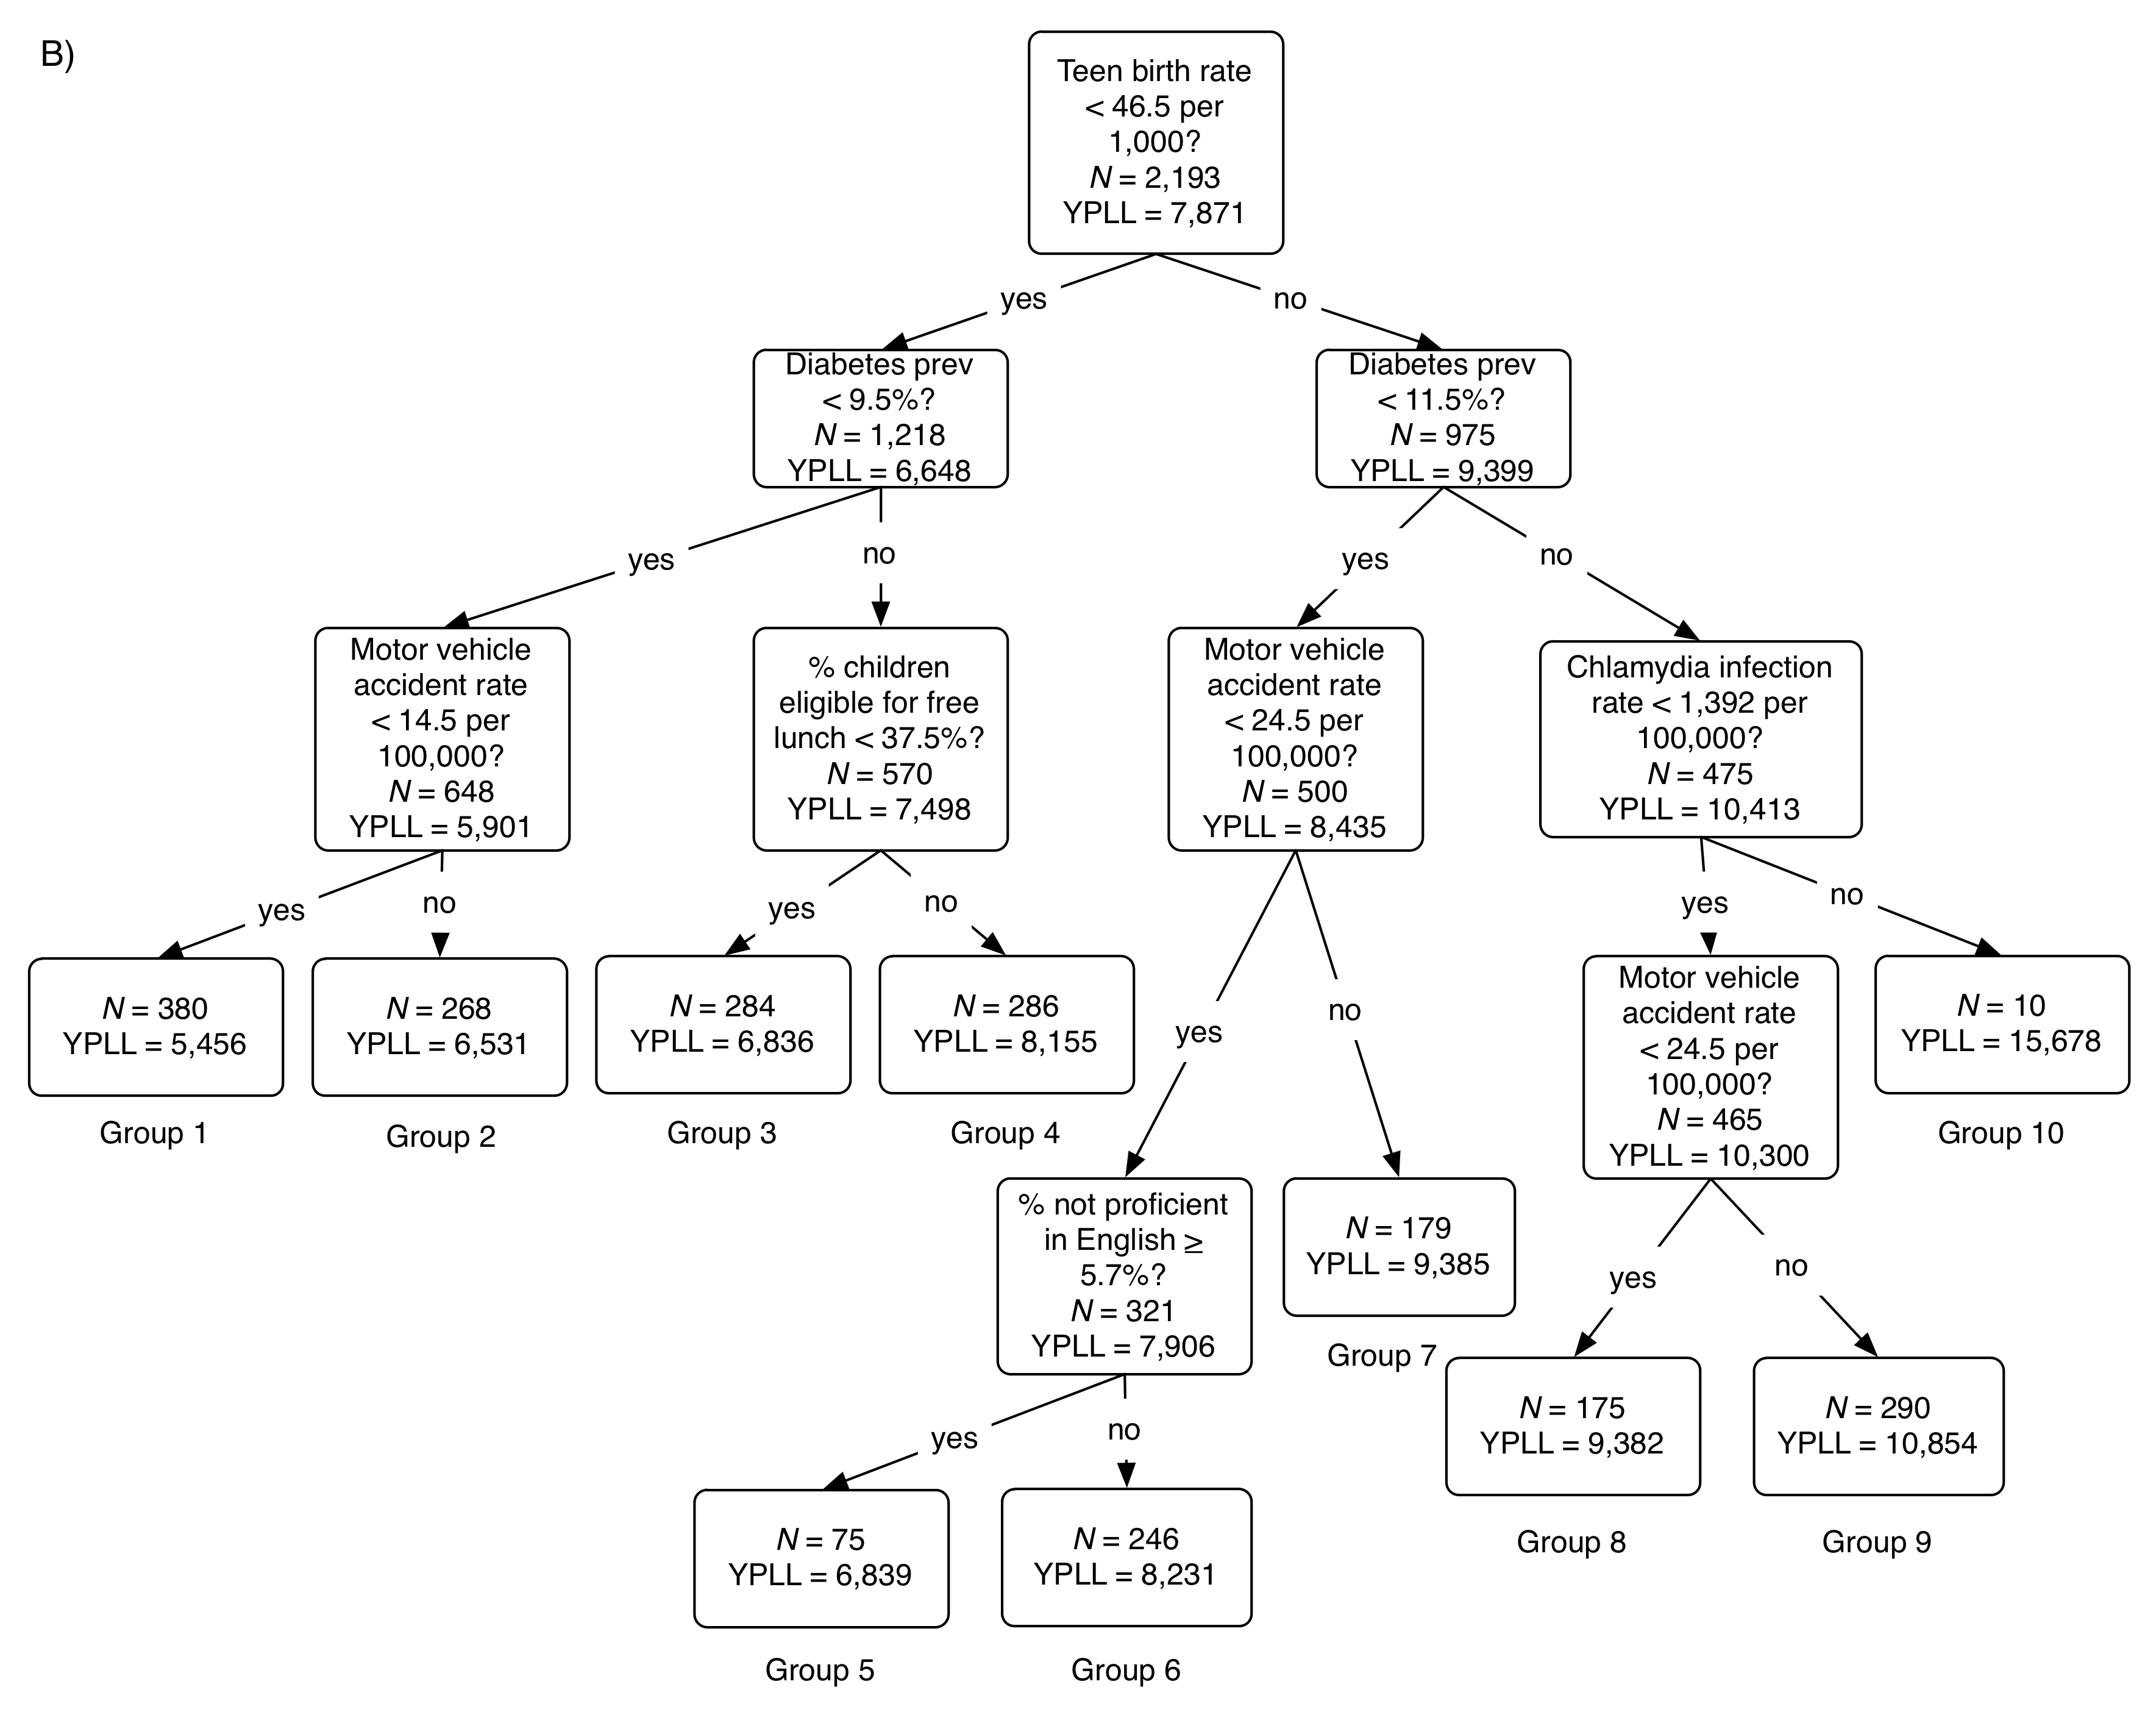 B)
Teen birth rate
< 46.5 per
1,000?
N = 2,193
YPLL = 7,871
yes
no
Diabetes prev
< 9.5%?
N = 1,218
YPLL = 6,648
Diabetes prev
< 11.5%?
N = 975
YPLL = 9,399
yes
no
yes
no
Motor vehicle
accident rate
< 14.5 per
100,000?
N = 648
YPLL = 5,901
% children
eligible for free
lunch < 37.5%?
N = 570
YPLL = 7,498
Motor vehicle
accident rate
< 24.5 per
100,000?
N = 500
YPLL = 8,435
Chlamydia infection
rate < 1,392 per
100,000?
N = 475
YPLL = 10,413
yes
no
yes
no
yes
no
yes
no
N = 380
YPLL = 5,456
Group 1
N = 268
YPLL = 6,531
Group 2
N = 284
YPLL = 6,836
Group 3
N = 286
YPLL = 8,155
Group 4
Motor vehicle
accident rate
< 24.5 per
100,000?
N = 465
YPLL = 10,300
N = 10
YPLL = 15,678
Group 10
% not proficient
in English ≥
5.7%?
N = 321
YPLL = 7,906
N = 179
YPLL = 9,385
Group 7
yes
no
yes
no
N = 175
YPLL = 9,382
Group 8
N = 290
YPLL = 10,854
Group 9
N = 75
YPLL = 6,839
Group 5
N = 246
YPLL = 8,231
Group 6